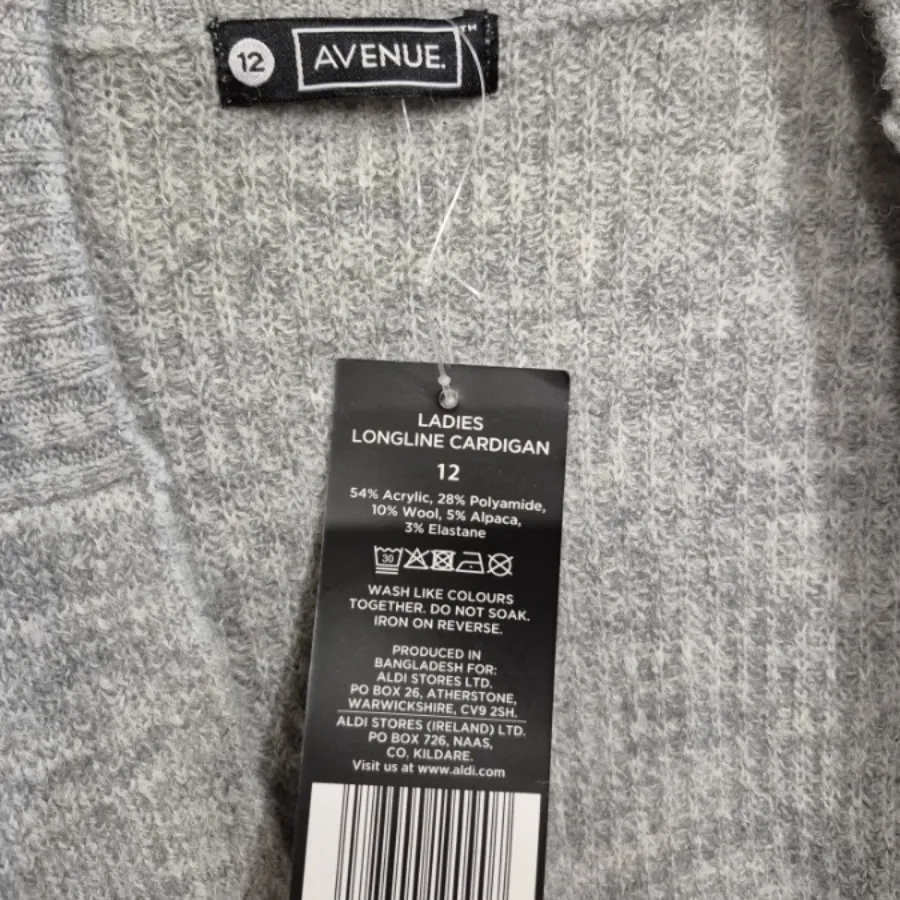 12 AVENUE.™
LADIES
LONGLINE CARDIGAN
12
54% Acrylic, 28% Polyamide,
10% Wool, 5% Alpaca,
3% Elastane
30
WASH LIKE COLOURS
TOGETHER. DO NOT SOAK.
IRON ON REVERSE.
PRODUCED IN
BANGLADESH FOR:
ALDI STORES LTD.
PO BOX 26, ATHERSTONE,
WARWICKSHIRE, CV9 2SH.
ALDI STORES (IRELAND) LTD.
PO BOX 726, NAAS,
CO. KILDARE.
Visit us at www.aldi.com